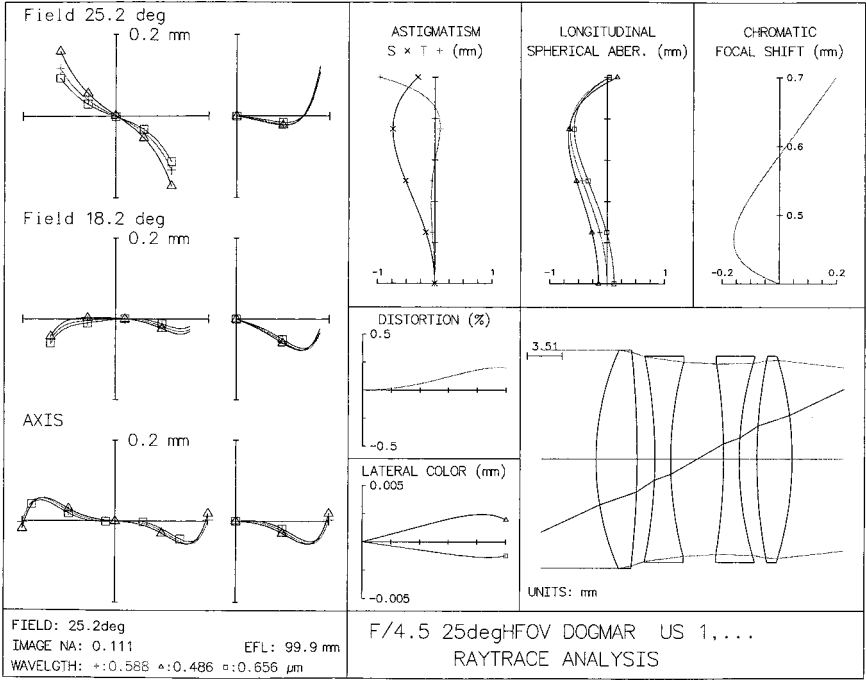 Field 25.2 deg
0.2 mm
Field 18.2 deg
0.2 mm
AXIS
0.2 mm
ASTIGMATISM
S × T + (mm)
-1
1
LONGITUDINAL
SPHERICAL ABER. (mm)
-1
1
CHROMATIC
FOCAL SHIFT (mm)
0.7
0.6
0.5
-0.2
0.2
DISTORTION (%)
0.5
-0.5
LATERAL COLOR (mm)
0.005
-0.005
3.51
UNITS: mm
FIELD: 25.2deg
IMAGE NA: 0.111 EFL: 99.9 mm
WAVELGTH: +:0.588 ▵:0.486 □:0.656 µm
F/4.5 25degHFOV DOGMAR US 1,...
RAYTRACE ANALYSIS